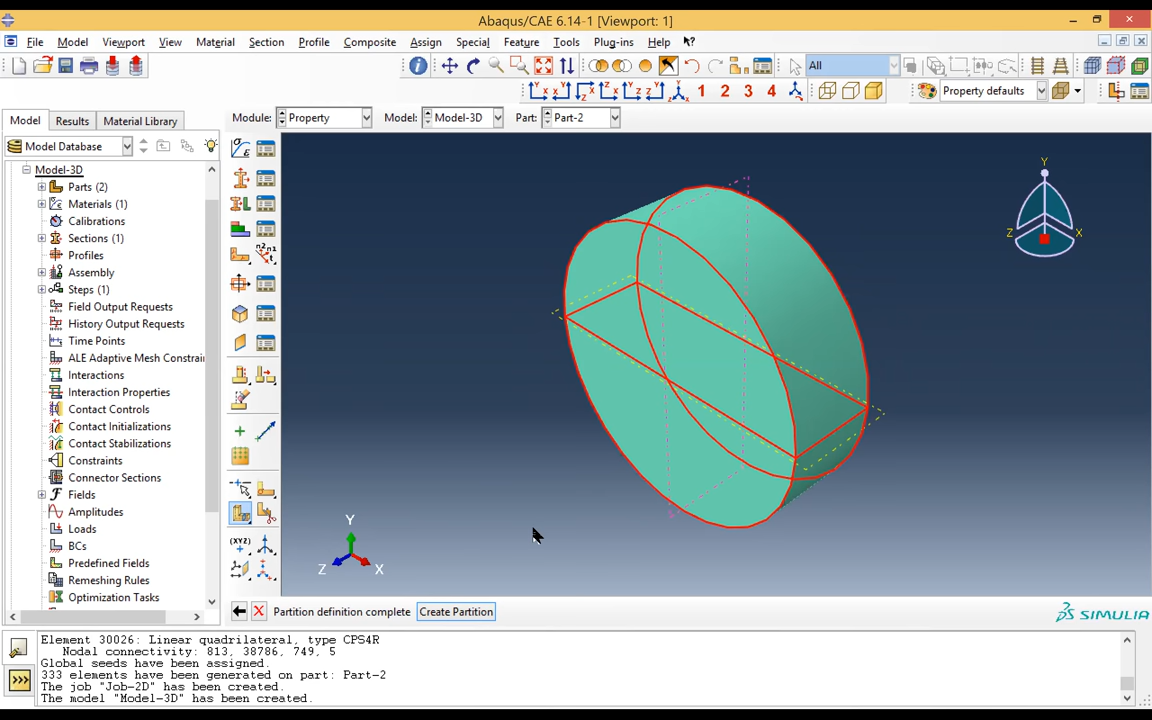 Abaqus/CAE 6.14-1 [Viewport: 1]
File Model Viewport View Material Section Profile Composite Assign Special Feature Tools Plug-ins Help
All
1 2 3 4 Property defaults
Model Results Material Library Module: Property Model: Model-3D Part: Part-2
Model Database
Model-3D
Parts (2)
Materials (1)
Calibrations
Sections (1)
Profiles
Assembly
Steps (1)
Field Output Requests
History Output Requests
Time Points
ALE Adaptive Mesh Constrai
Interactions
Interaction Properties
Contact Controls
Contact Initializations
Contact Stabilizations
Constraints
Connector Sections
Fields
Amplitudes
Loads
BCs
Predefined Fields
Remeshing Rules
Optimization Tasks
Y
Z X
Y
Z X
Partition definition complete Create Partition
SIMULIA
Element 30026: Linear quadrilateral, type CPS4R
Nodal connectivity: 813, 38786, 749, 5
Global seeds have been assigned.
333 elements have been generated on part: Part-2
The job "Job-2D" has been created.
The model "Model-3D" has been created.